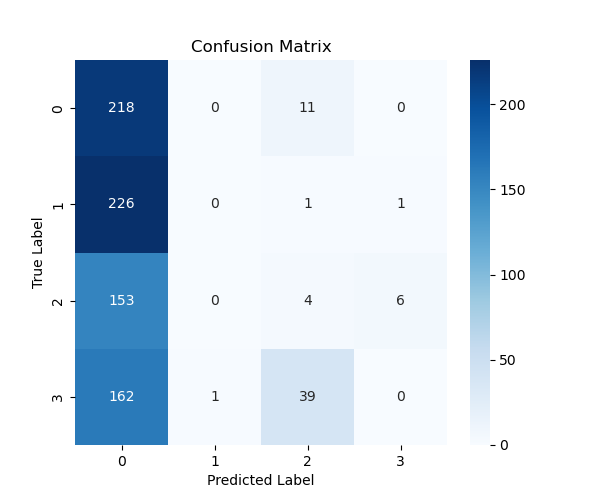 Confusion Matrix
0 218 0 11 0
1 226 0 1 1
2 153 0 4 6
3 162 1 39 0
0 1 2 3
True Label
Predicted Label
200
150
100
50
0